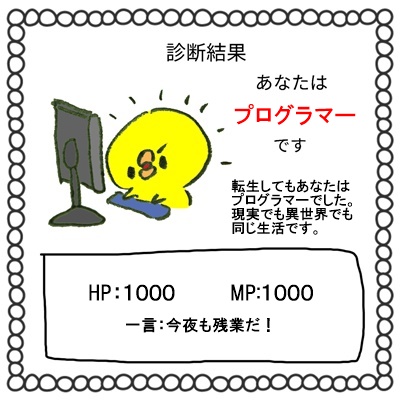 診断結果
あなたは
プログラマー
です
転生してもあなたは
プログラマーでした。
現実でも異世界でも
同じ生活です。
HP：1000 MP:1000
一言：今夜も残業だ！